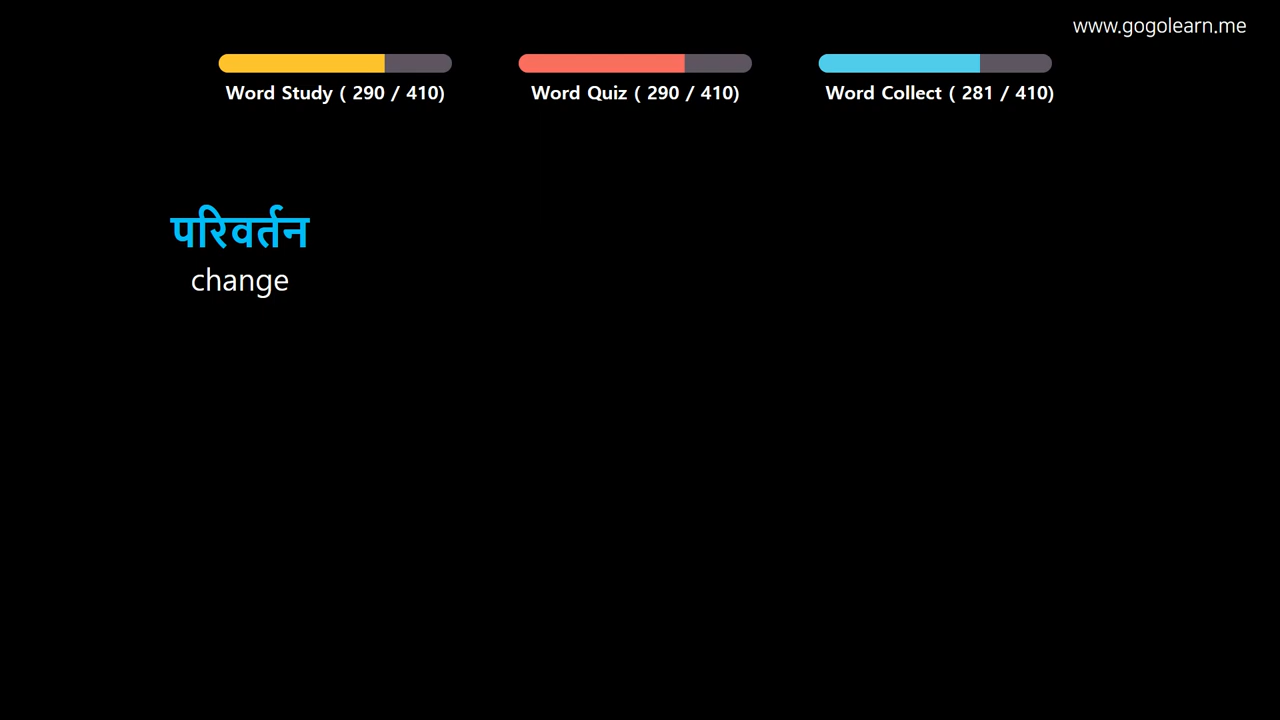 www.gogolearn.me
Word Study ( 290 / 410)
Word Quiz ( 290 / 410)
Word Collect ( 281 / 410)
परिवर्तन
change